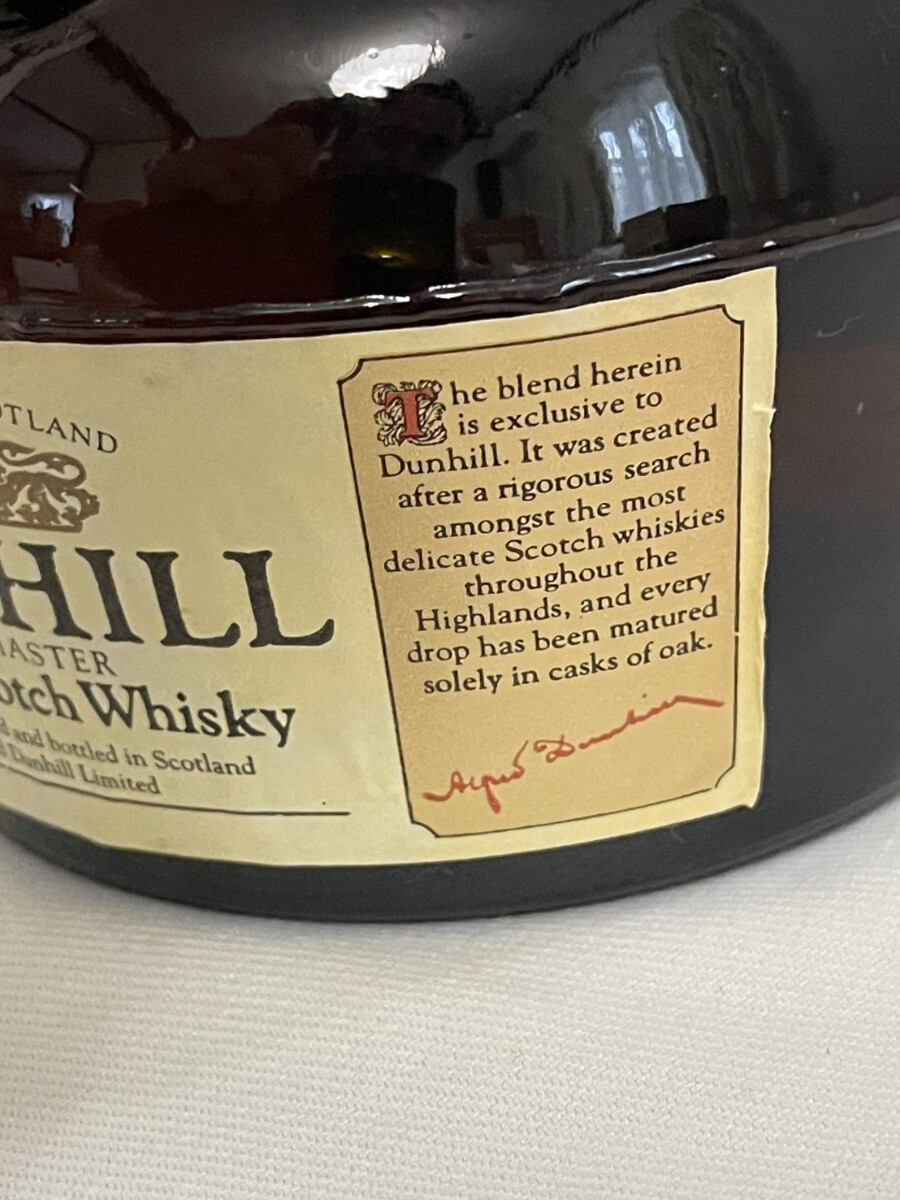 OTLAND
HILL
MASTER
otch Whisky
and bottled in Scotland
Dunhill Limited
The blend herein
is exclusive to
Dunhill. It was created
after a rigorous search
amongst the most
delicate Scotch whiskies
throughout the
Highlands, and every
drop has been matured
solely in casks of oak.
Alfred Dunhill